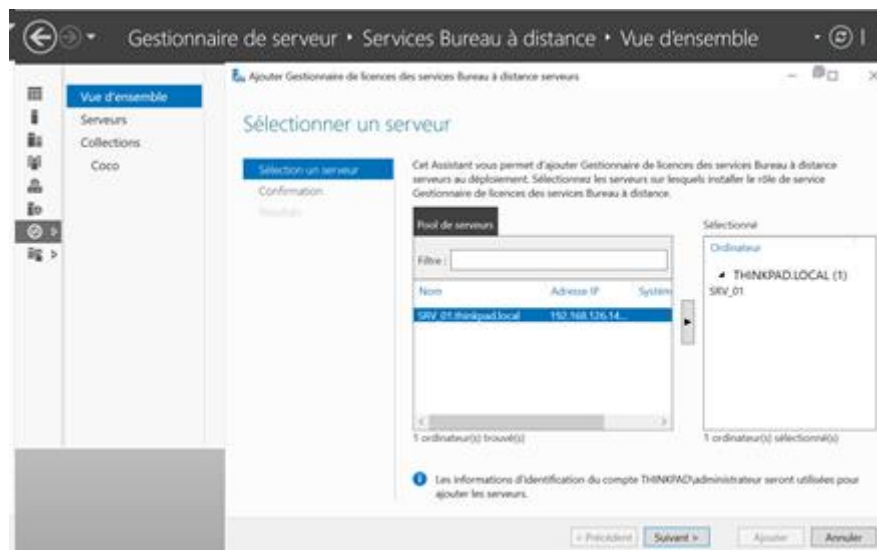 Gestionnaire de serveur • Services Bureau à distance • Vue d'ensemble
Ajouter Gestionnaire de licences des services Bureau à distance serveurs
Vue d'ensemble
Serveurs
Collections
Coco
Sélectionner un serveur
Sélection un serveur
Confirmation
Résultats
Cet Assistant vous permet d'ajouter Gestionnaire de licences des services Bureau à distance
serveurs au déploiement. Sélectionnez les serveurs sur lesquels installer le rôle de service
Gestionnaire de licences des services Bureau à distance.
Pool de serveurs
Filtre :
Nom Adresse IP Systèm
SRV_01.thinkpad.local 192.168.126.14...
1 ordinateur(s) trouvé(s)
Sélectionné
Ordinateur
THINKPAD.LOCAL (1)
SRV_01
1 ordinateur(s) sélectionné(s)
Les informations d'identification du compte THINKPAD\administrateur seront utilisées pour
ajouter les serveurs.
< Précédent Suivant > Ajouter Annuler